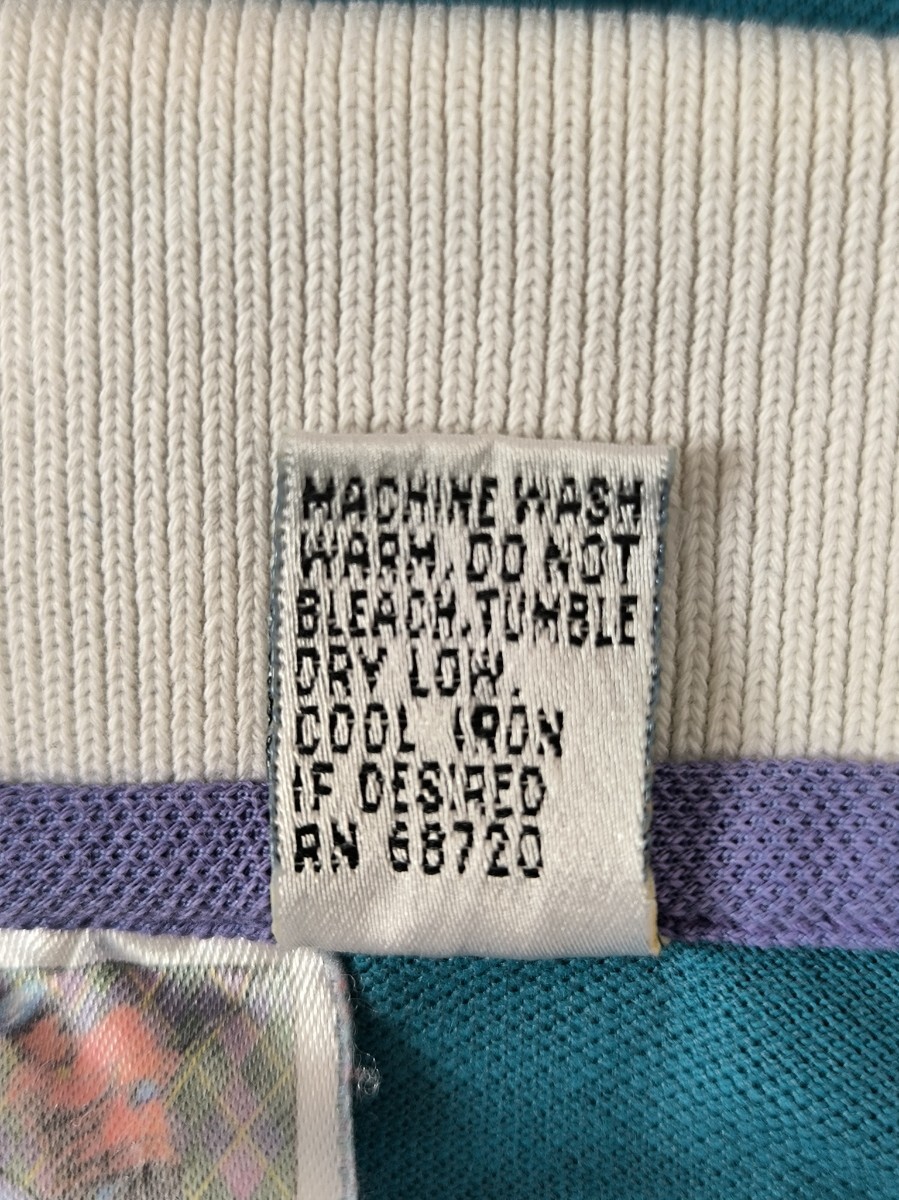 MACHINE WASH
WARM. DO NOT
BLEACH. TUMBLE
DRY LOW.
COOL IRON
IF DESIRED
RN 68720